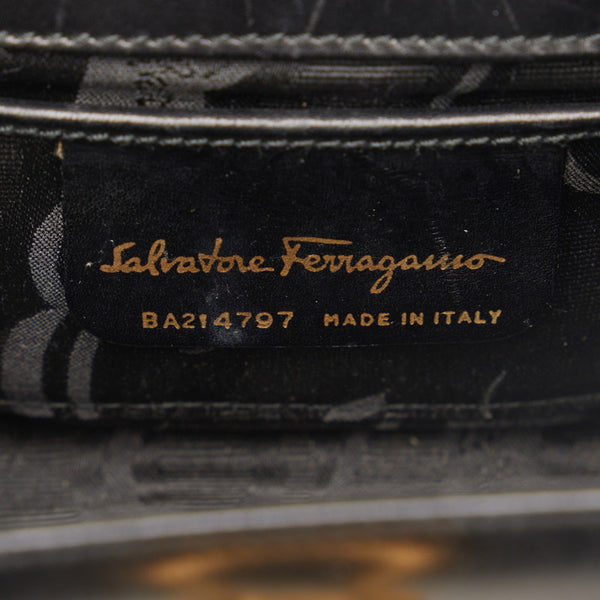 Salvatore Ferragamo
BA214797 MADE IN ITALY